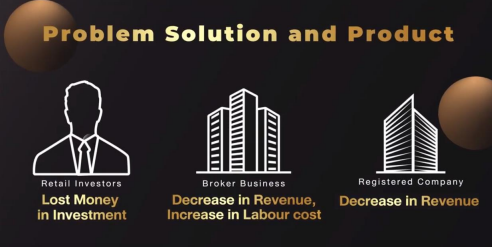 Problem Solution and Product
Retail Investors
Lost Money
in Investment
Broker Business
Decrease in Revenue,
Increase in Labour cost
Registered Company
Decrease in Revenue